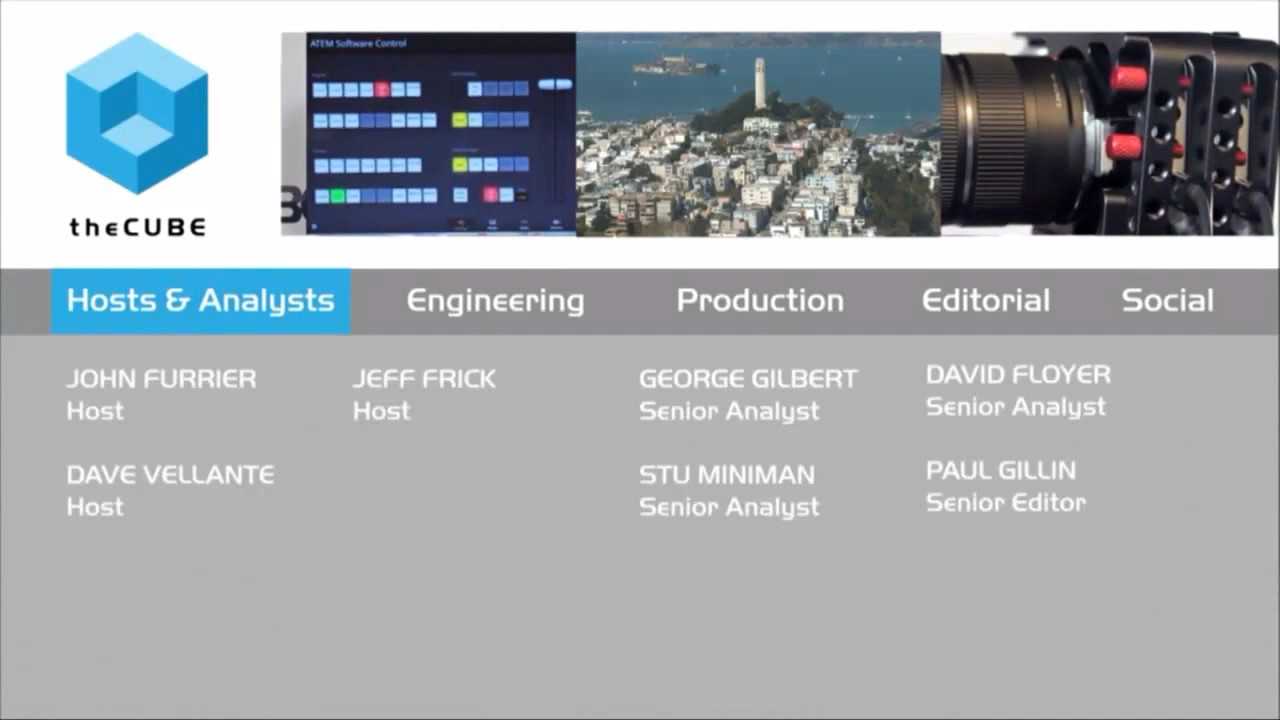 theCUBE
ATEM Software Control
Hosts & Analysts
Engineering
Production
Editorial
Social
JOHN FURRIER
Host
JEFF FRICK
Host
GEORGE GILBERT
Senior Analyst
DAVID FLOYER
Senior Analyst
DAVE VELLANTE
Host
STU MINIMAN
Senior Analyst
PAUL GILLIN
Senior Editor